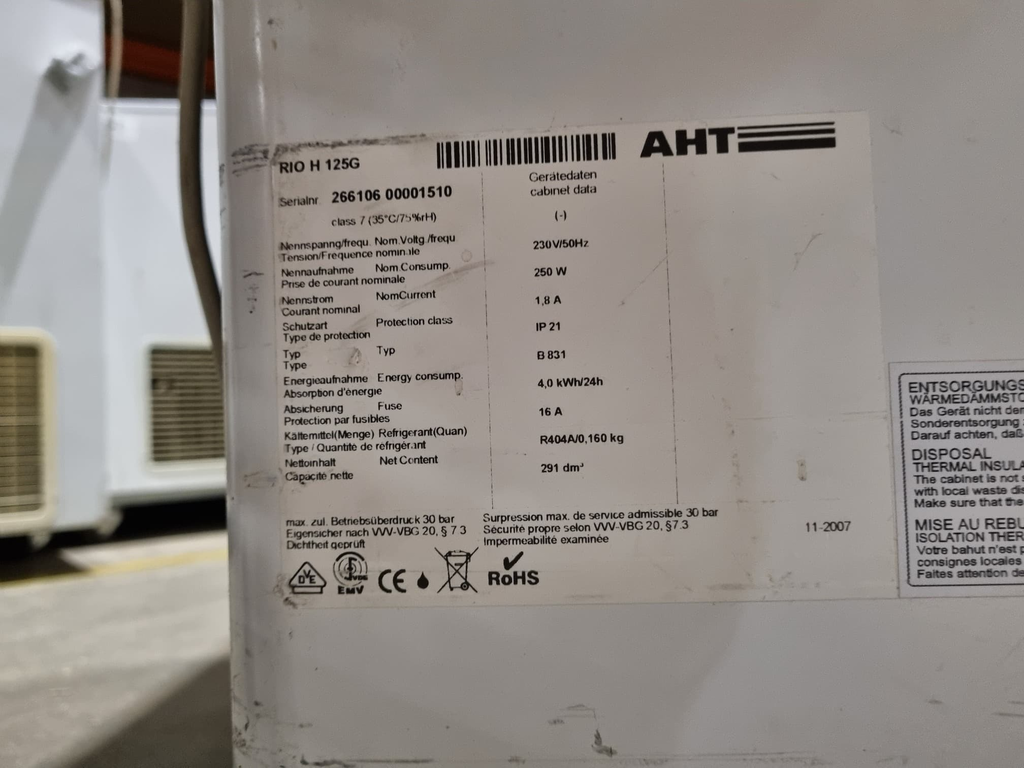 AHT
RIO H 125G
Gerätedaten
cabinet data
Serialnr. 266106 00001510
class 7 (35°C/75%rH) (-)
Nennspanng/frequ. Nom.Voltg./frequ 230V/50Hz
Tension/Frequence nominale
Nennaufnahme Nom.Consump. 250 W
Prise de courant nominale
Nennstrom NomCurrent 1,8 A
Courant nominal
Schutzart Protection class IP 21
Type de protection
Typ Typ B 831
Type
Energieaufnahme Energy consump. 4,0 kWh/24h
Absorption d'énergie
Absicherung Fuse 16 A
Protection par fusibles
Kältemittel(Menge) Refrigerant(Quan) R404A/0,160 kg
Type / Quantité de réfrigérant
Nettoinhalt Net Content 291 dm³
Capacité nette
max. zul. Betriebsüberdruck 30 bar
Eigensicher nach VVV-VBG 20, § 7.3
Dichtheit geprüft
Surpression max. de service admissible 30 bar
Sécurité propre selon VVV-VBG 20, §7.3
Imperméabilité examinée
11-2007
DVE
EMV
CE
RoHS
ENTSORGUNGS
WÄRMEDÄMMSTO
Das Gerät nicht der
Sonderentsorgung
Darauf achten, daß
DISPOSAL
THERMAL INSULA
The cabinet is not
with local waste dis
Make sure that the
MISE AU REBU
ISOLATION THER
Votre bahut n'est p
consignes locales
Faites attention de